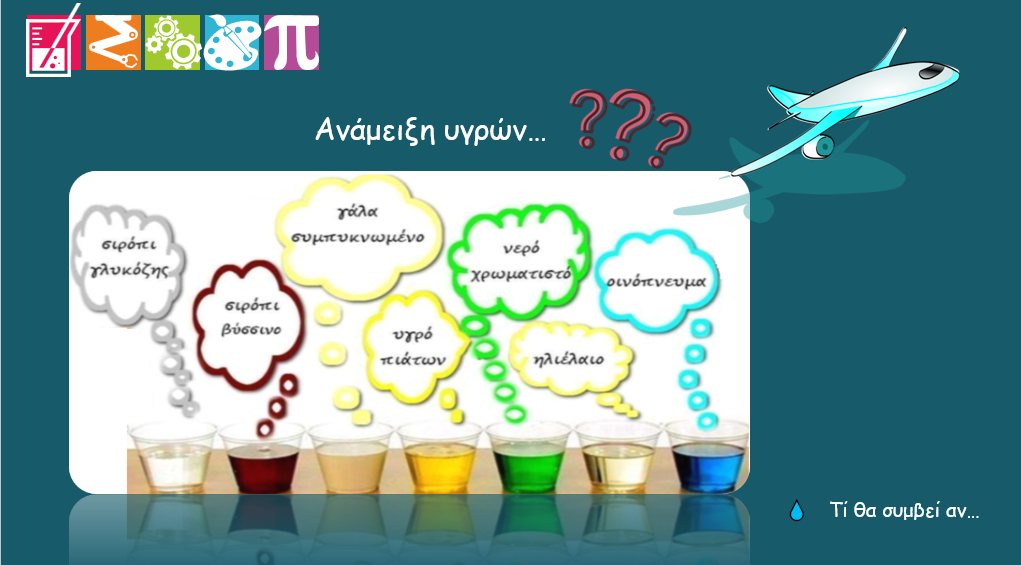 π
Ανάμειξη υγρών...
???
σιρόπι
γλυκόζης
σιρόπι
βύσσινο
γάλα
συμπυκνωμένο
υγρό
πιάτων
νερό
χρωματιστό
ηλιέλαιο
οινόπνευμα
Τί θα συμβεί αν...